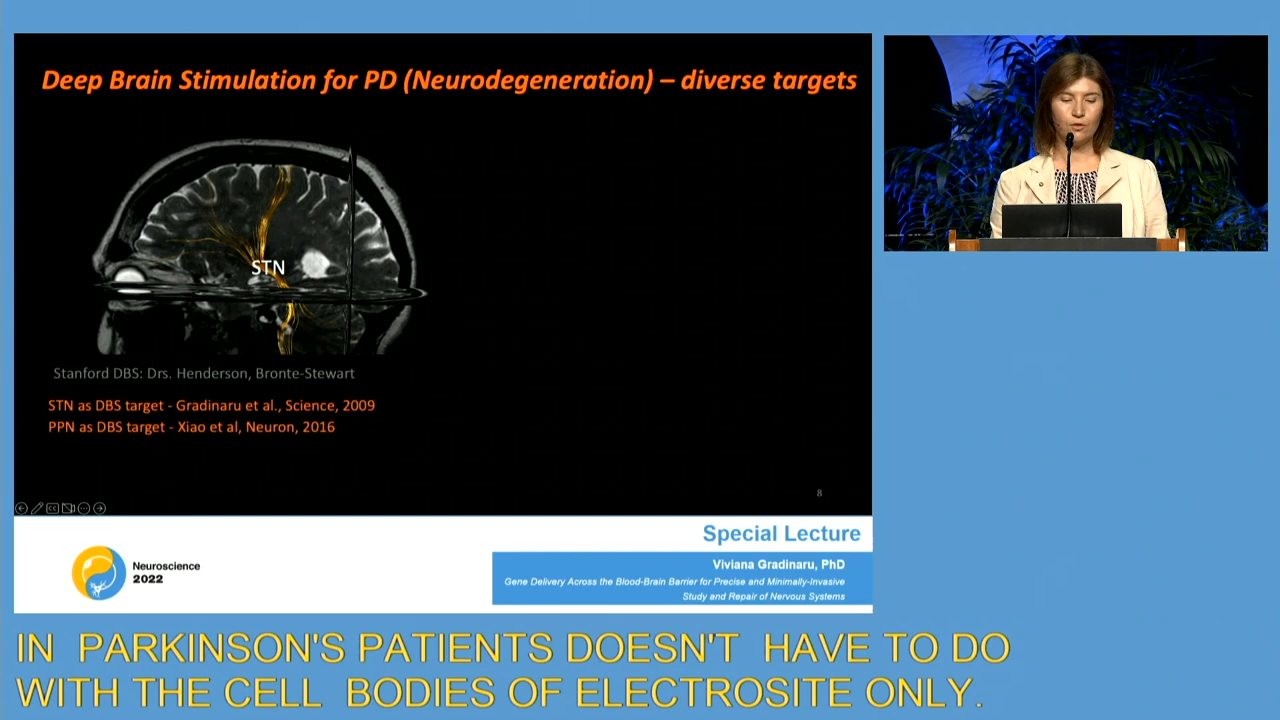 Deep Brain Stimulation for PD (Neurodegeneration) – diverse targets
STN
Stanford DBS: Drs. Henderson, Bronte-Stewart
STN as DBS target - Gradinaru et al., Science, 2009
PPN as DBS target - Xiao et al, Neuron, 2016
8
Special Lecture
Neuroscience
2022
Viviana Gradinaru, PhD
Gene Delivery Across the Blood-Brain Barrier for Precise and Minimally-Invasive
Study and Repair of Nervous Systems
IN PARKINSON'S PATIENTS DOESN'T HAVE TO DO
WITH THE CELL BODIES OF ELECTROSITE ONLY.